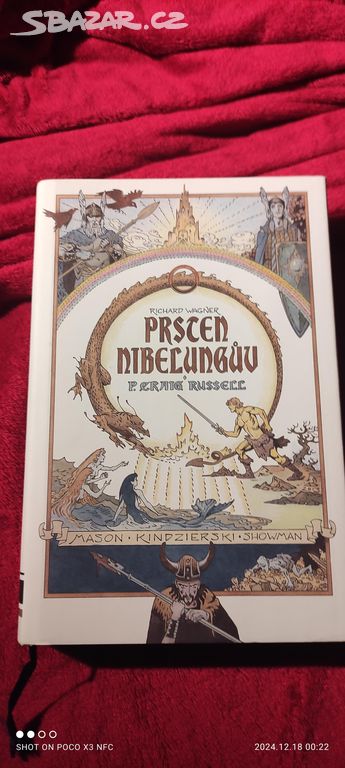 SBAZAR.CZ
RICHARD WAGNER
PRSTEN
NIBELUNGŮV
P. CRAIG RUSSELL
MASON · KINDZIERSKI · SHOWMAN
SHOT ON POCO X3 NFC
2024.12.18 00:22